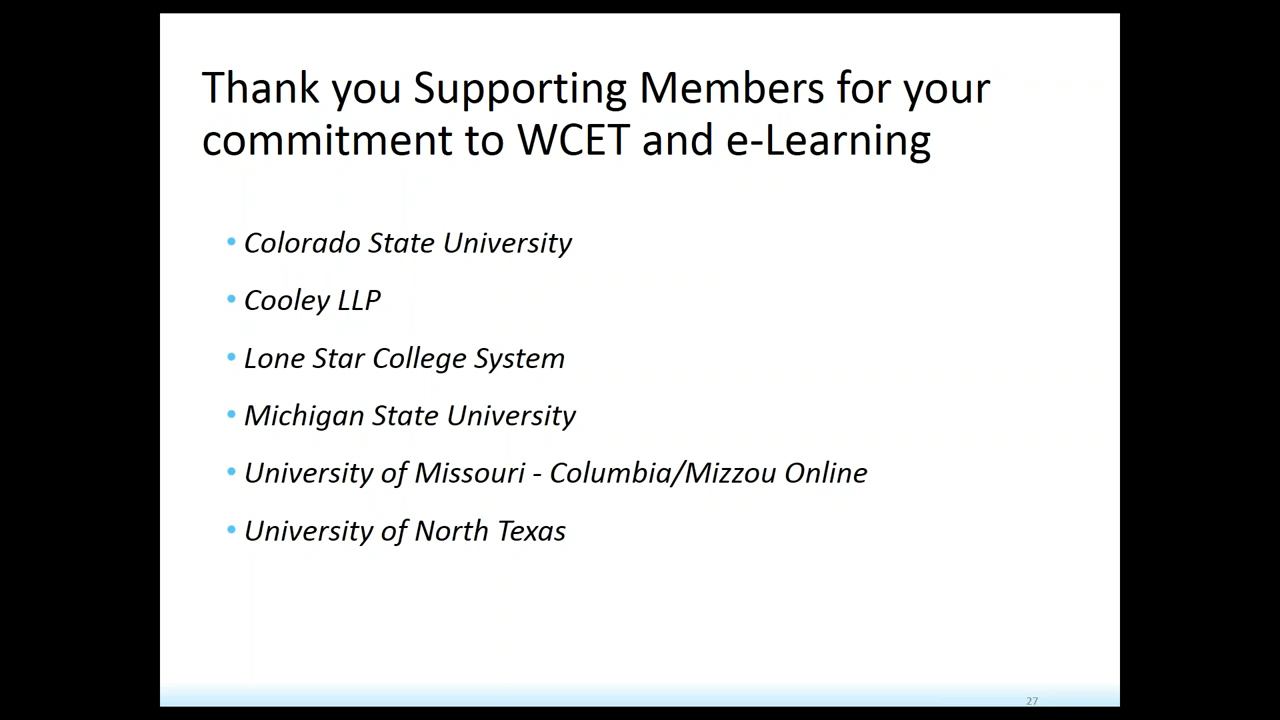 Thank you Supporting Members for your
commitment to WCET and e-Learning
• Colorado State University
• Cooley LLP
• Lone Star College System
• Michigan State University
• University of Missouri - Columbia/Mizzou Online
• University of North Texas
27